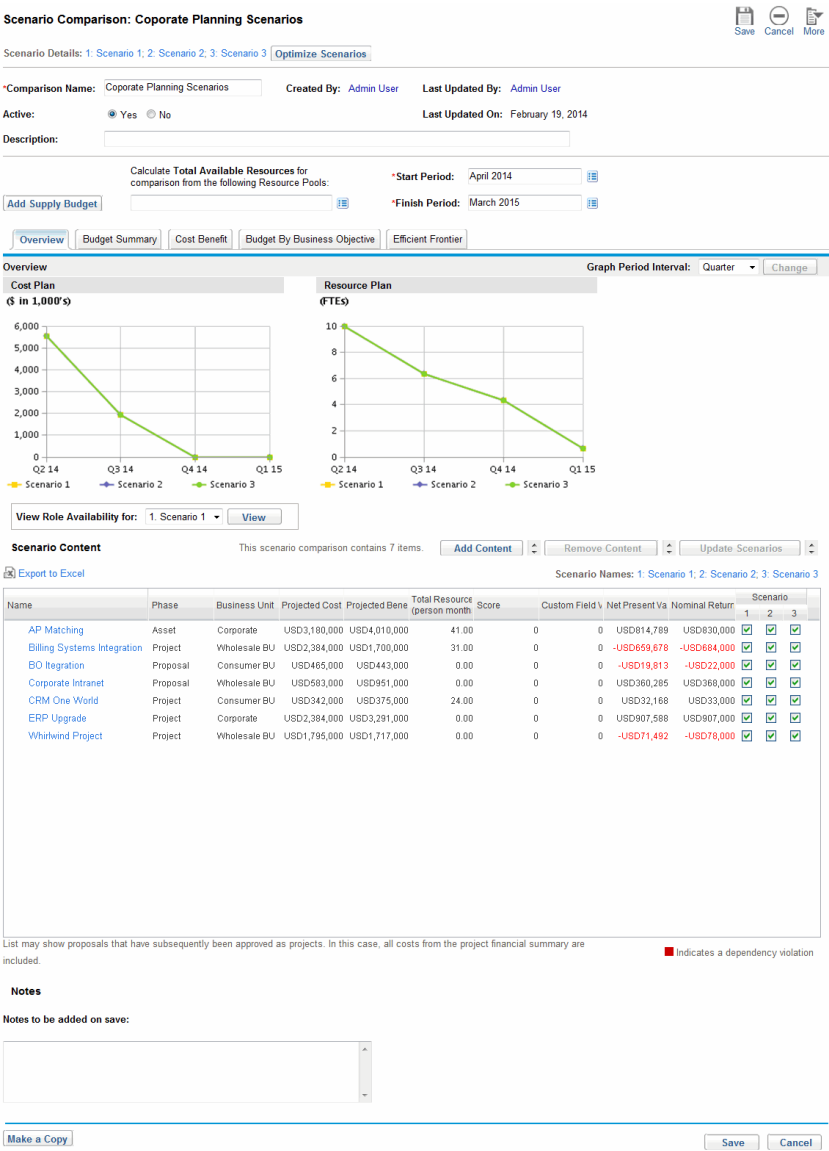 Scenario Comparison: Coporate Planning Scenarios
Save Cancel More
Scenario Details: 1: Scenario 1; 2: Scenario 2; 3: Scenario 3 Optimize Scenarios
*Comparison Name: Coporate Planning Scenarios Created By: Admin User Last Updated By: Admin User
Active: Yes No Last Updated On: February 19, 2014
Description:
Calculate Total Available Resources for
comparison from the following Resource Pools:
*Start Period: April 2014
Add Supply Budget *Finish Period: March 2015
Overview Budget Summary Cost Benefit Budget By Business Objective Efficient Frontier
Overview Graph Period Interval: Quarter Change
Cost Plan
($ in 1,000's)
6,000
5,000
4,000
3,000
2,000
1,000
0
Q2 14 Q3 14 Q4 14 Q1 15
Scenario 1 Scenario 2 Scenario 3
Resource Plan
(FTEs)
10
8
6
4
2
0
Q2 14 Q3 14 Q4 14 Q1 15
Scenario 1 Scenario 2 Scenario 3
View Role Availability for: 1. Scenario 1 View
Scenario Content This scenario comparison contains 7 items. Add Content Remove Content Update Scenarios
Export to Excel Scenario Names: 1: Scenario 1; 2: Scenario 2; 3: Scenario 3
Name Phase Business Unit Projected Cost Projected Bene Total Resource (person month Score Custom Field V Net Present Va Nominal Return Scenario
1 2 3
AP Matching Asset Corporate USD3,180,000 USD4,010,000 41.00 0 0 USD814,789 USD830,000
Billing Systems Integration Project Wholesale BU USD2,384,000 USD1,700,000 31.00 0 0 -USD659,678 -USD684,000
BO Itegration Proposal Consumer BU USD465,000 USD443,000 0.00 0 0 -USD19,813 -USD22,000
Corporate Intranet Proposal Wholesale BU USD583,000 USD951,000 0.00 0 0 USD360,285 USD368,000
CRM One World Project Consumer BU USD342,000 USD375,000 24.00 0 0 USD32,168 USD33,000
ERP Upgrade Project Corporate USD2,384,000 USD3,291,000 0.00 0 0 USD907,588 USD907,000
Whirlwind Project Project Wholesale BU USD1,795,000 USD1,717,000 0.00 0 0 -USD71,492 -USD78,000
List may show proposals that have subsequently been approved as projects. In this case, all costs from the project financial summary are
included.
Indicates a dependency violation
Notes
Notes to be added on save:
Make a Copy Save Cancel